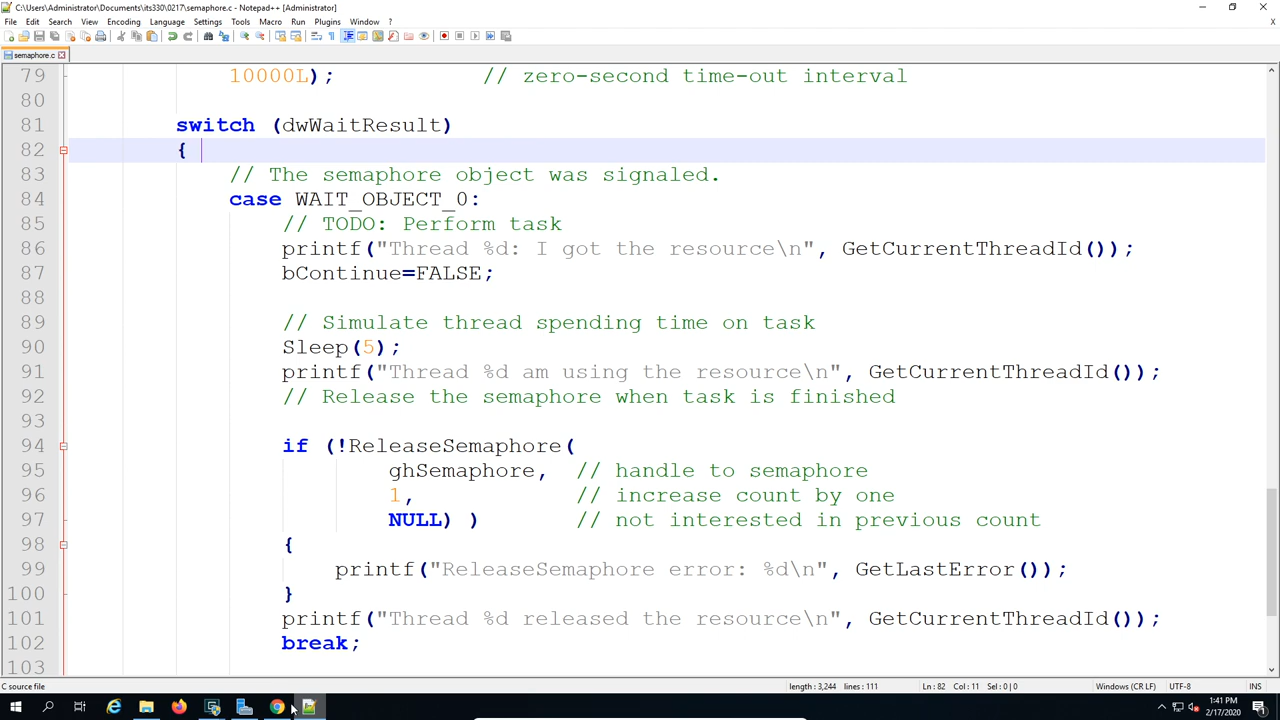 C:\Users\Administrator\Documents\its330\0217\semaphore.c - Notepad++ [Administrator]
File Edit Search View Encoding Language Settings Tools Macro Run Plugins Window ?
X
semaphore.c
79 10000L); // zero-second time-out interval
80
81 switch (dwWaitResult)
82 {
83 // The semaphore object was signaled.
84 case WAIT_OBJECT_0:
85 // TODO: Perform task
86 printf("Thread %d: I got the resource\n", GetCurrentThreadId());
87 bContinue=FALSE;
88
89 // Simulate thread spending time on task
90 Sleep(5);
91 printf("Thread %d am using the resource\n", GetCurrentThreadId());
92 // Release the semaphore when task is finished
93
94 if (!ReleaseSemaphore(
95 ghSemaphore, // handle to semaphore
96 1, // increase count by one
97 NULL) ) // not interested in previous count
98 {
99 printf("ReleaseSemaphore error: %d\n", GetLastError());
100 }
101 printf("Thread %d released the resource\n", GetCurrentThreadId());
102 break;
103
C source file length : 3,244 lines : 111 Ln : 82 Col : 11 Sel : 0 | 0 Windows (CR LF) UTF-8 INS
1:41 PM
2/17/2020